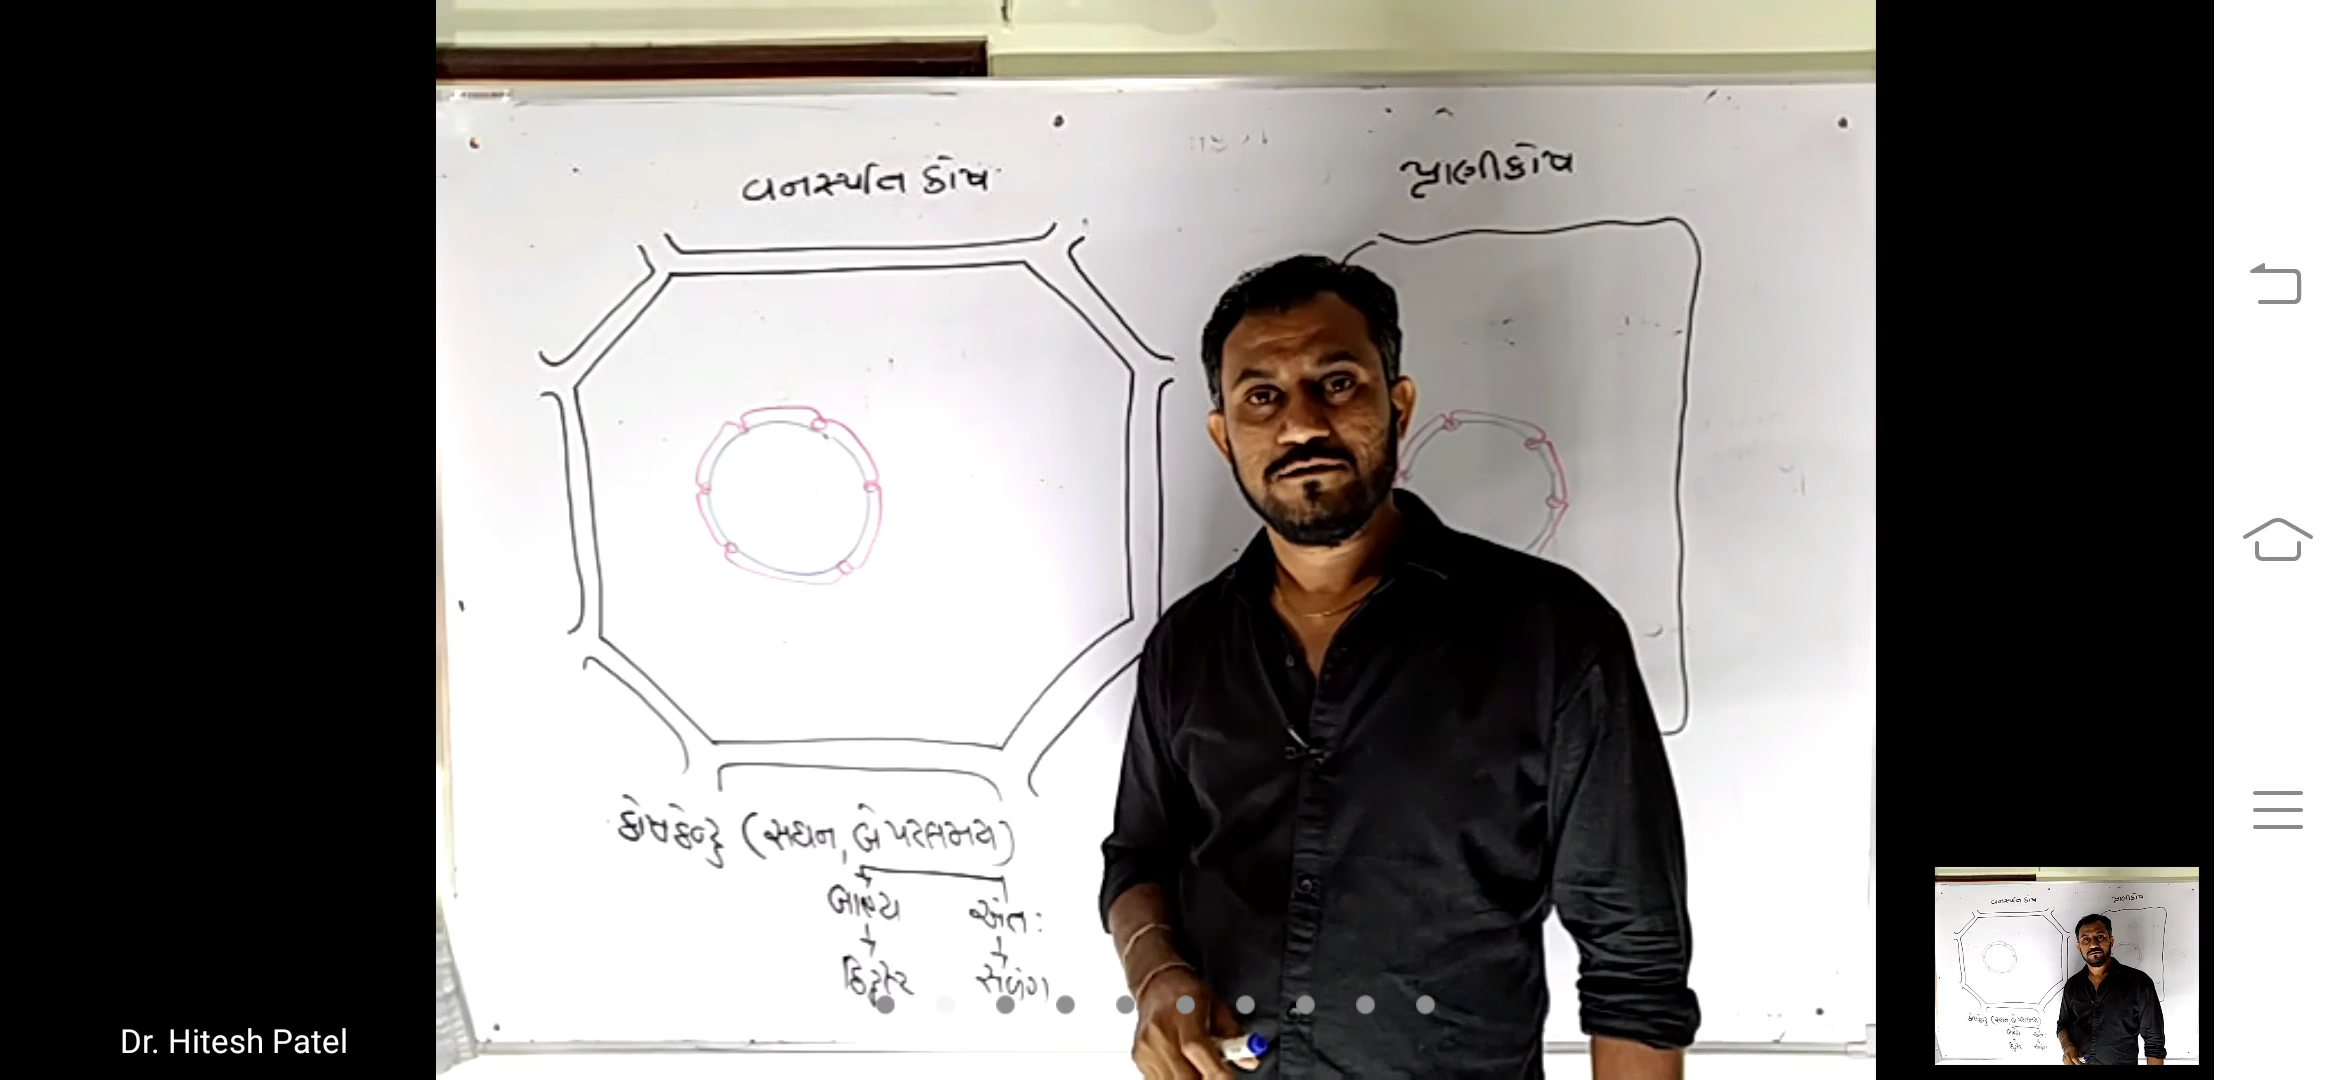 વનસ્પતિ કોષ
પ્રાણીકોષ
કોષકેન્દ્ર (સઘન, બે પરતમય)
બાહ્ય
અંત:
છિદ્ર
સળંગ
Dr. Hitesh Patel